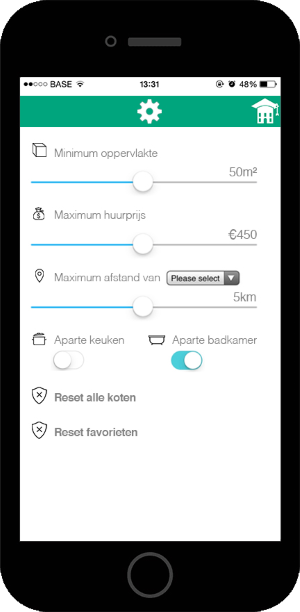 BASE 13:31 48%
Minimum oppervlakte
50m²
Maximum huurprijs
€450
Maximum afstand van Please select
5km
Aparte keuken Aparte badkamer
Reset alle koten
Reset favorieten